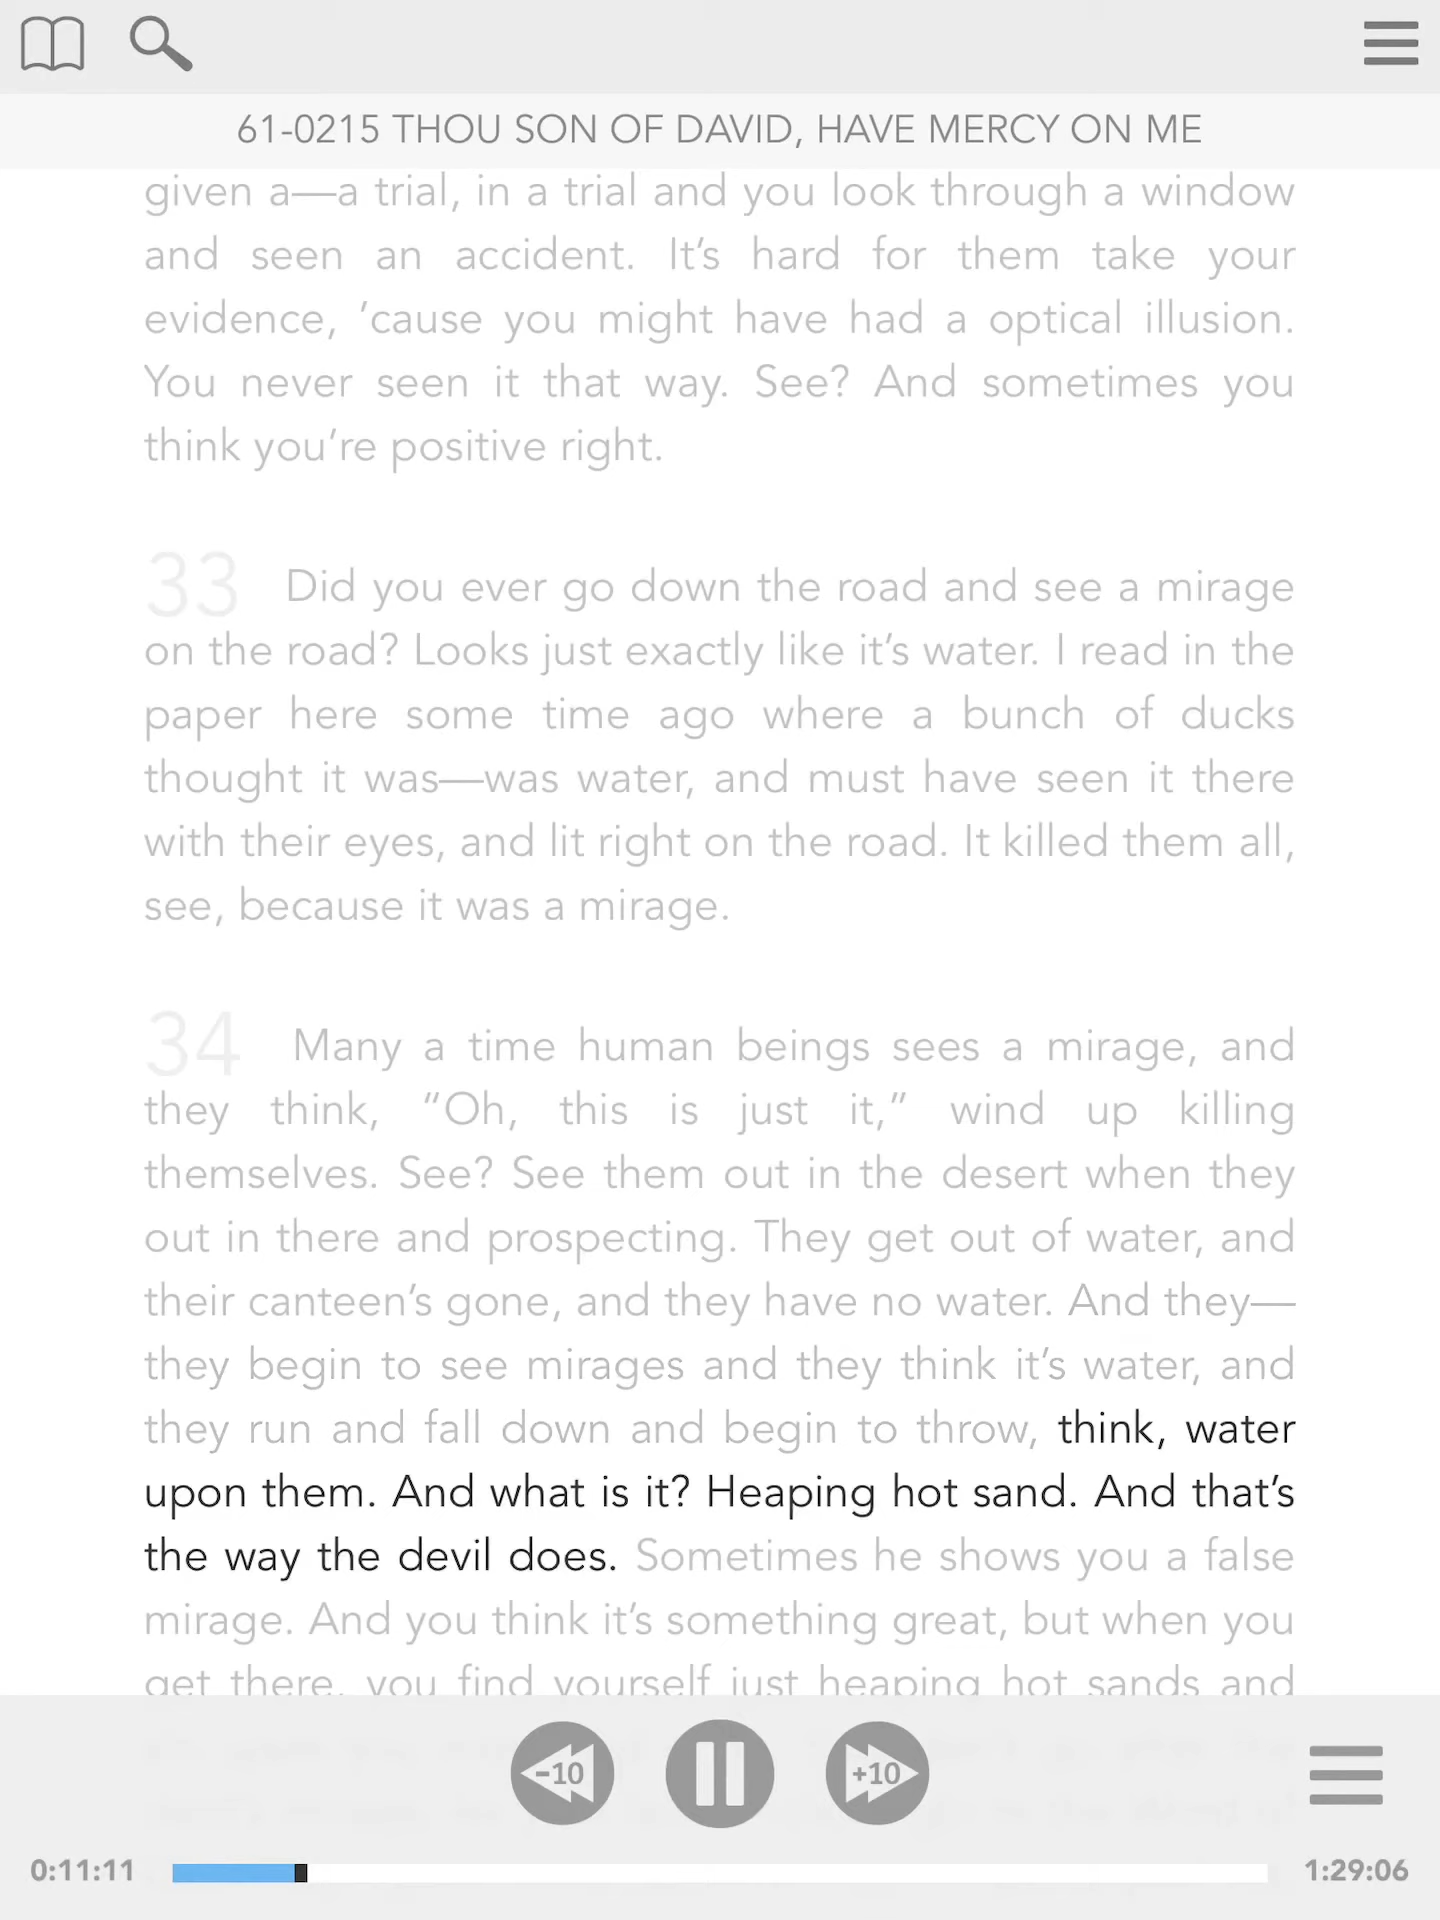 61-0215 THOU SON OF DAVID, HAVE MERCY ON ME
given a—a trial, in a trial and you look through a window
and seen an accident. It’s hard for them take your
evidence, ’cause you might have had a optical illusion.
You never seen it that way. See? And sometimes you
think you’re positive right.
33 Did you ever go down the road and see a mirage
on the road? Looks just exactly like it’s water. I read in the
paper here some time ago where a bunch of ducks
thought it was—was water, and must have seen it there
with their eyes, and lit right on the road. It killed them all,
see, because it was a mirage.
34 Many a time human beings sees a mirage, and
they think, “Oh, this is just it,” wind up killing
themselves. See? See them out in the desert when they
out in there and prospecting. They get out of water, and
their canteen’s gone, and they have no water. And they—
they begin to see mirages and they think it’s water, and
they run and fall down and begin to throw, think, water
upon them. And what is it? Heaping hot sand. And that’s
the way the devil does. Sometimes he shows you a false
mirage. And you think it’s something great, but when you
get there, you find yourself just heaping hot sands and
-10 +10
0:11:11 1:29:06